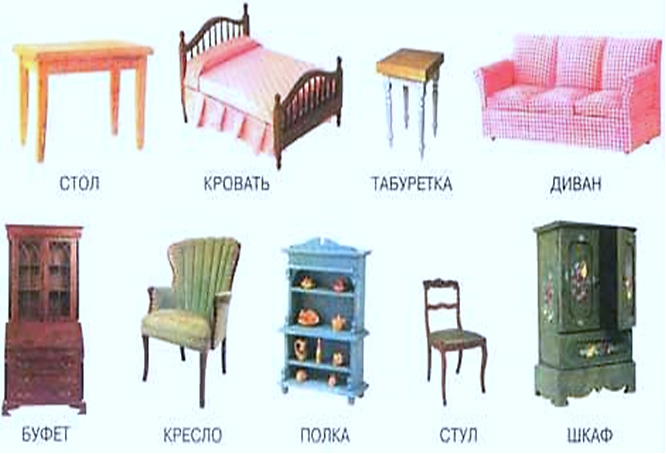 СТОЛ КРОВАТЬ ТАБУРЕТКА ДИВАН
БУФЕТ КРЕСЛО ПОЛКА СТУЛ ШКАФ